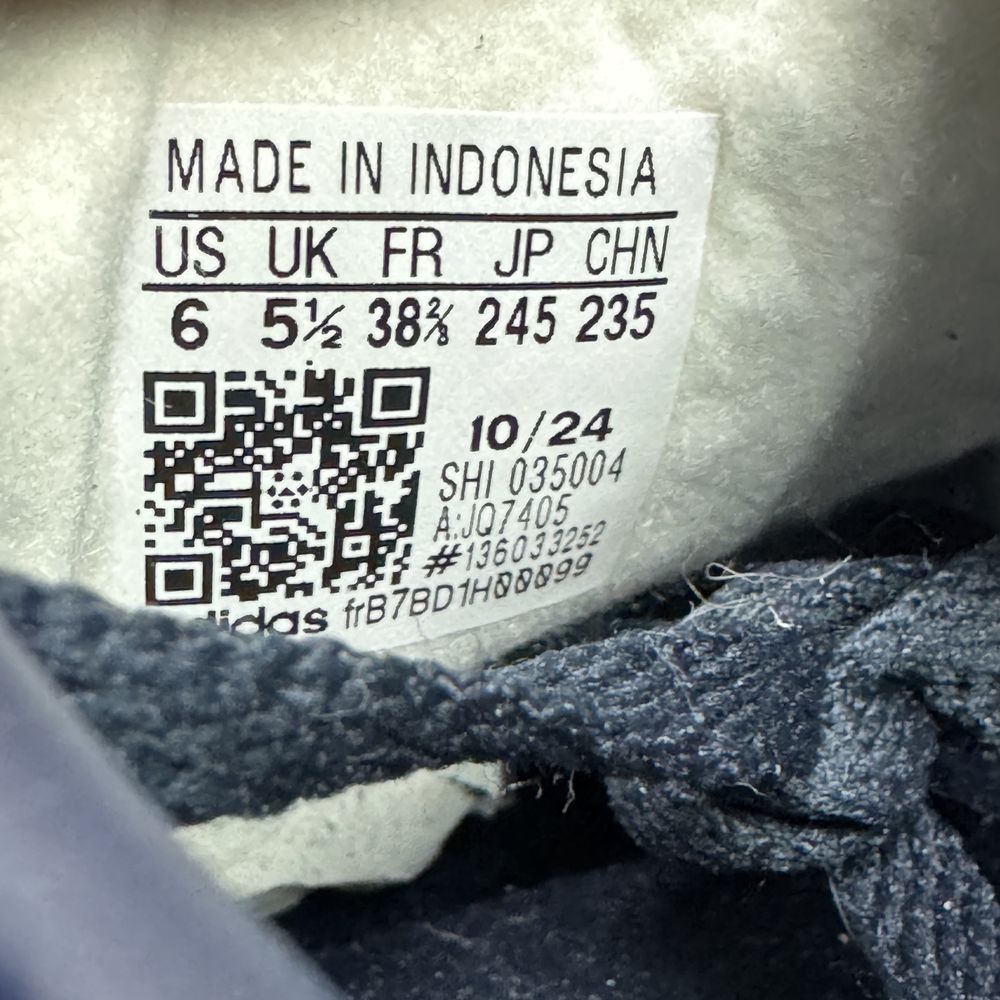 MADE IN INDONESIA
US UK FR JP CHN
6 5½ 38⅔ 245 235
10/24
SHI 035004
A:JQ7405
#136033252
adidas frB7BD1H00099